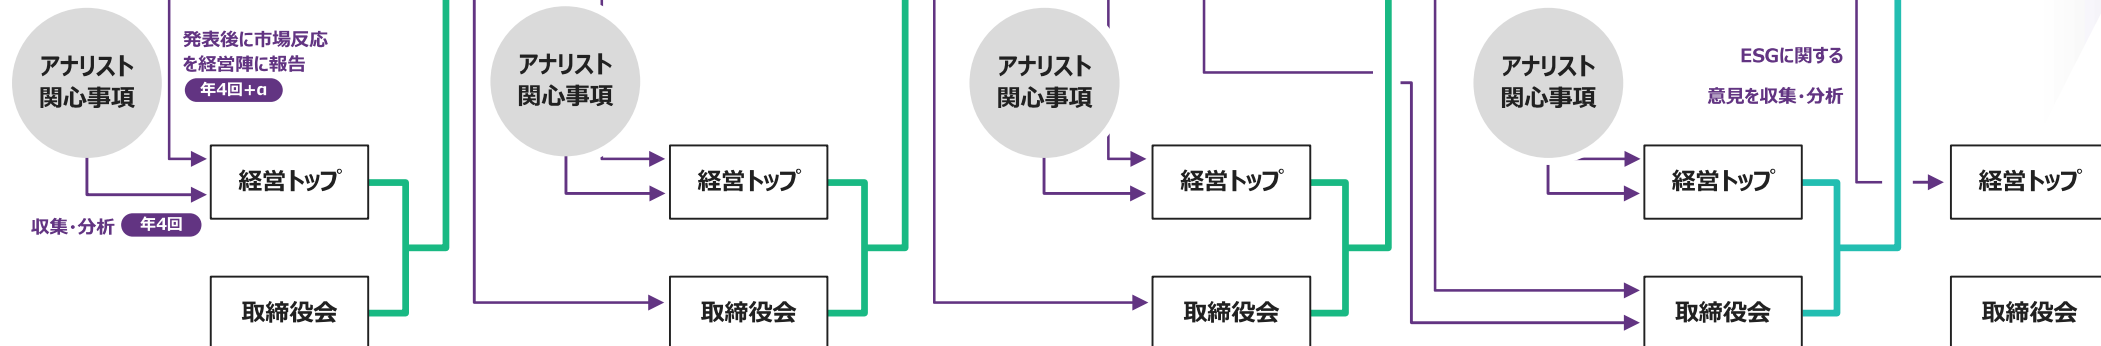 アナリスト
関心事項
発表後に市場反応
を経営陣に報告
年4回+α
収集・分析 年4回
経営トップ
取締役会
アナリスト
関心事項
経営トップ
取締役会
アナリスト
関心事項
経営トップ
取締役会
アナリスト
関心事項
経営トップ
取締役会
ESGに関する
意見を収集・分析
経営トップ
取締役会